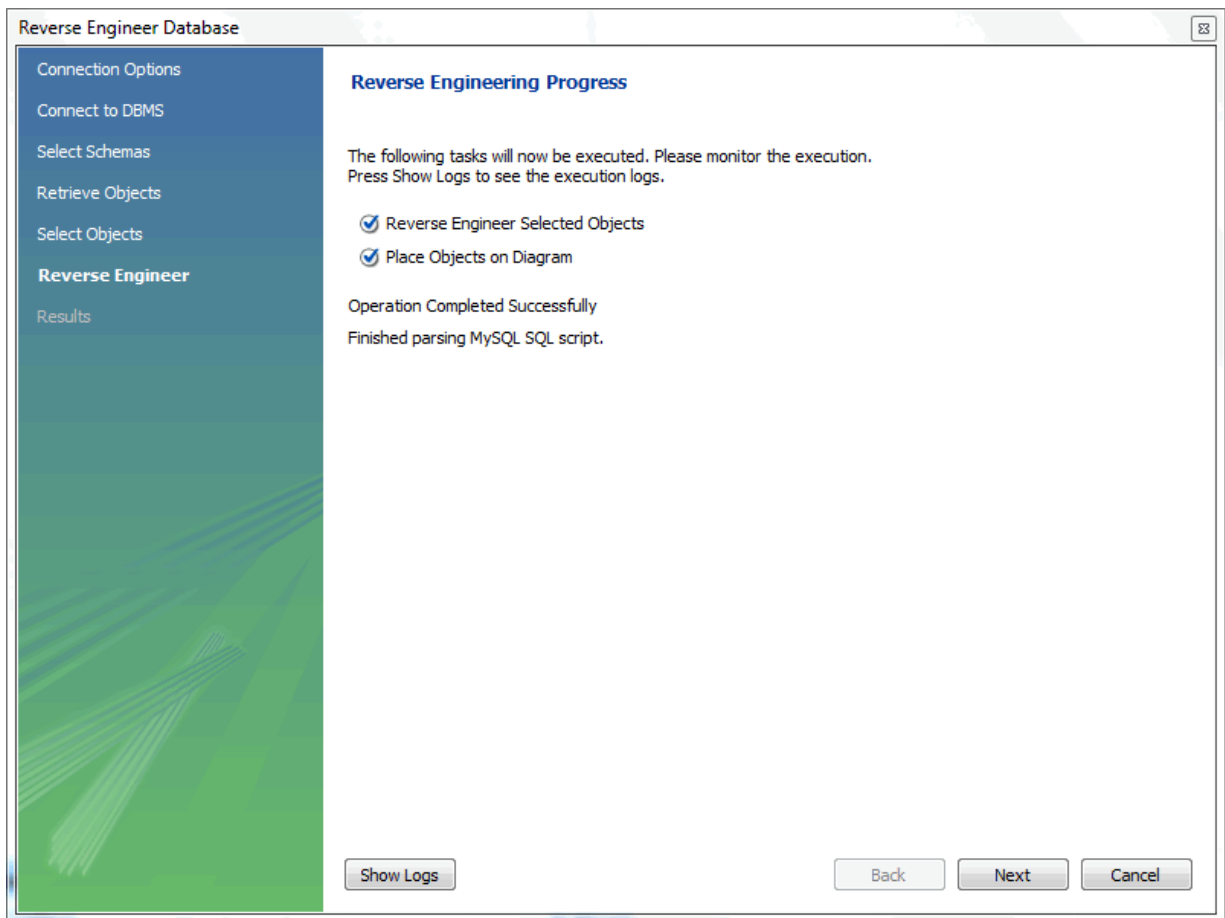 Reverse Engineer Database
Connection Options
Connect to DBMS
Select Schemas
Retrieve Objects
Select Objects
Reverse Engineer
Results
Reverse Engineering Progress
The following tasks will now be executed. Please monitor the execution.
Press Show Logs to see the execution logs.
Reverse Engineer Selected Objects
Place Objects on Diagram
Operation Completed Successfully
Finished parsing MySQL SQL script.
Show Logs
Back
Next
Cancel